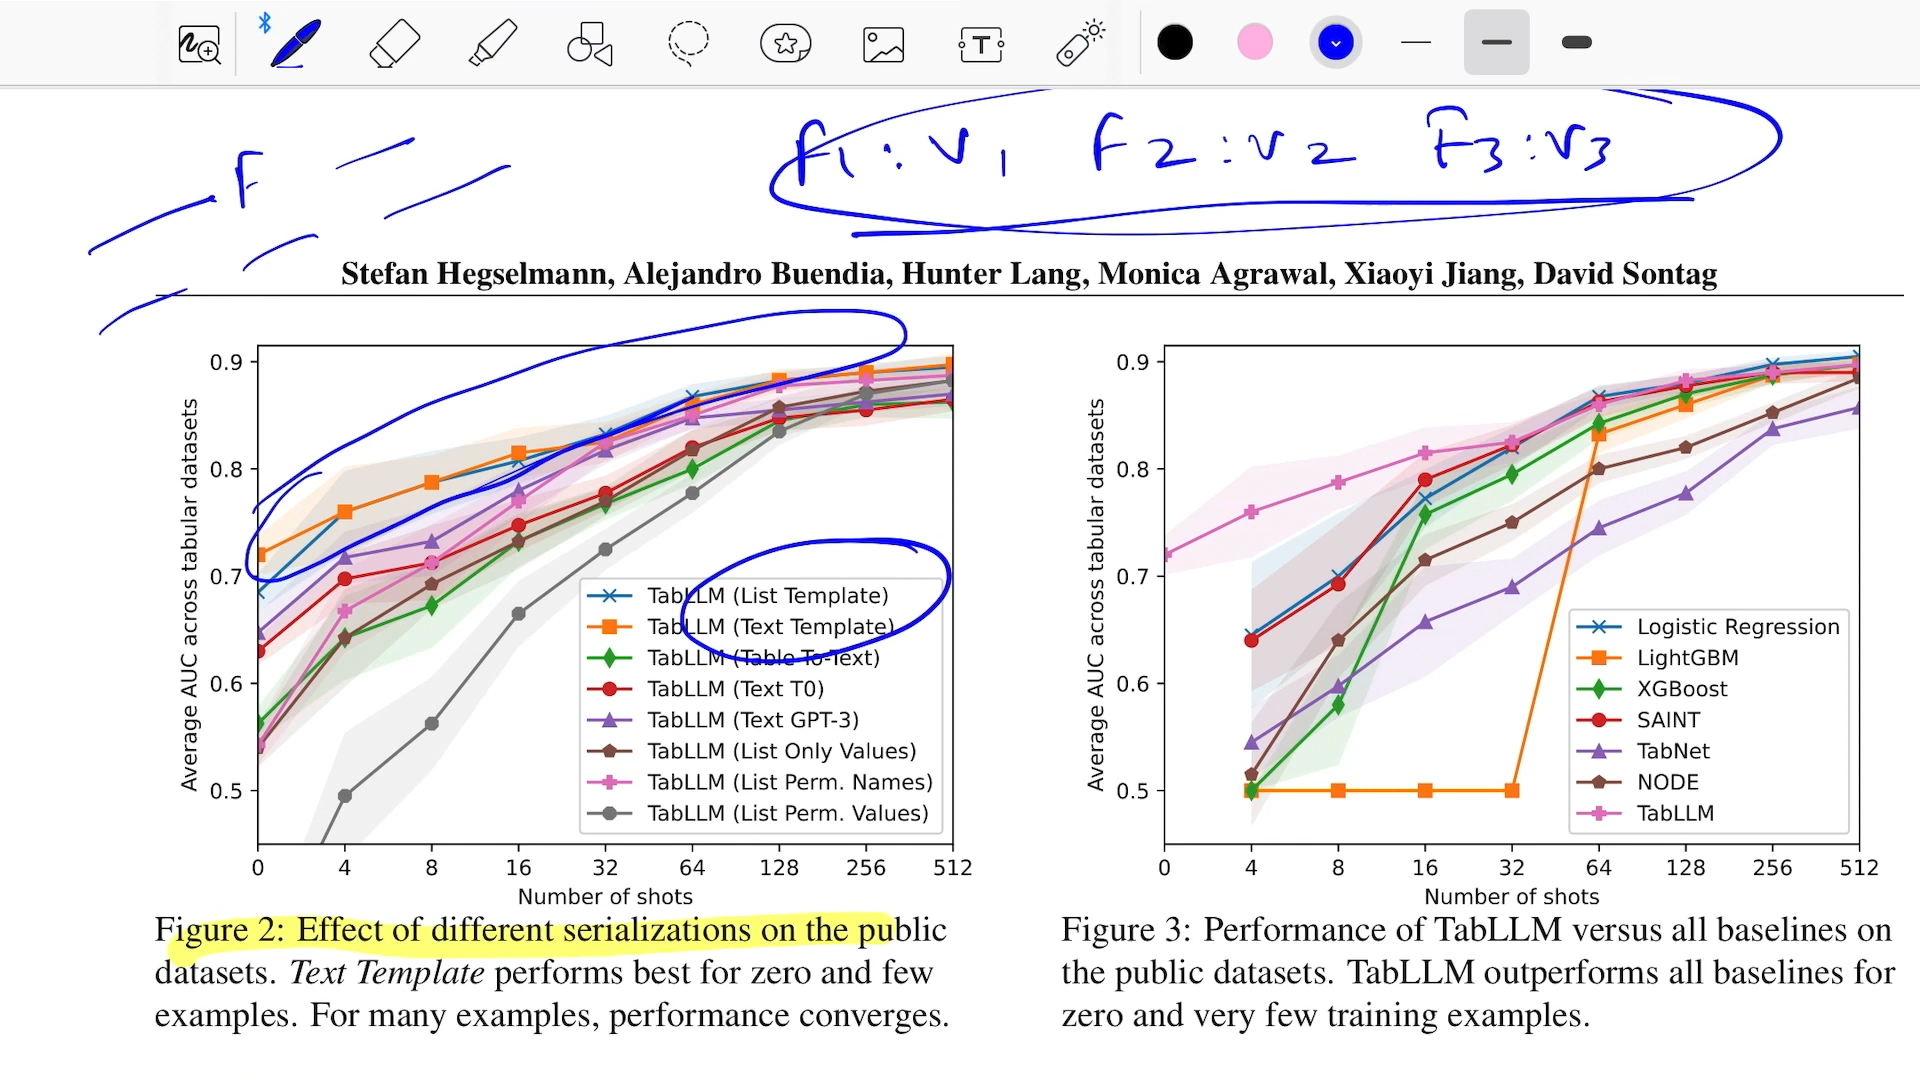 T
F
f1 : V1 F2 : V2 F3 : V3
Stefan Hegselmann, Alejandro Buendia, Hunter Lang, Monica Agrawal, Xiaoyi Jiang, David Sontag
Average AUC across tabular datasets
0.9
0.8
0.7
0.6
0.5
TabLLM (List Template)
TabLLM (Text Template)
TabLLM (Table To-Text)
TabLLM (Text T0)
TabLLM (Text GPT-3)
TabLLM (List Only Values)
TabLLM (List Perm. Names)
TabLLM (List Perm. Values)
0 4 8 16 32 64 128 256 512
Number of shots
Figure 2: Effect of different serializations on the public
datasets. Text Template performs best for zero and few
examples. For many examples, performance converges.
Average AUC across tabular datasets
0.9
0.8
0.7
0.6
0.5
Logistic Regression
LightGBM
XGBoost
SAINT
TabNet
NODE
TabLLM
0 4 8 16 32 64 128 256 512
Number of shots
Figure 3: Performance of TabLLM versus all baselines on
the public datasets. TabLLM outperforms all baselines for
zero and very few training examples.